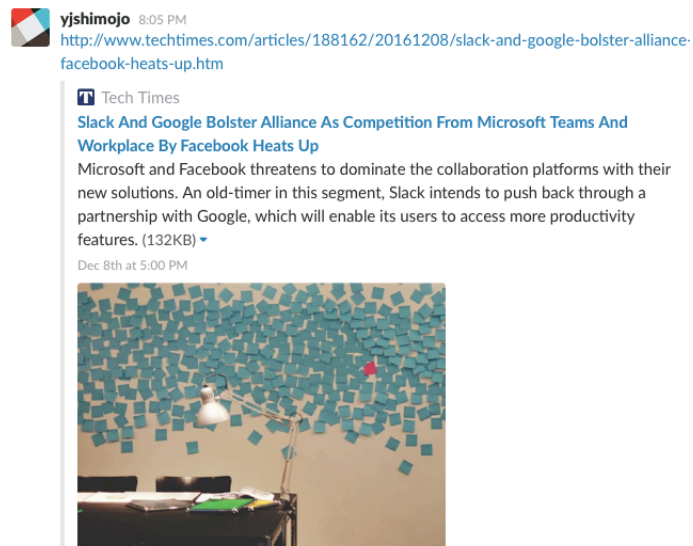 yjshimojo 8:05 PM
http://www.techtimes.com/articles/188162/20161208/slack-and-google-bolster-alliance-
facebook-heats-up.htm
T Tech Times
Slack And Google Bolster Alliance As Competition From Microsoft Teams And
Workplace By Facebook Heats Up
Microsoft and Facebook threatens to dominate the collaboration platforms with their
new solutions. An old-timer in this segment, Slack intends to push back through a
partnership with Google, which will enable its users to access more productivity
features. (132KB)
Dec 8th at 5:00 PM